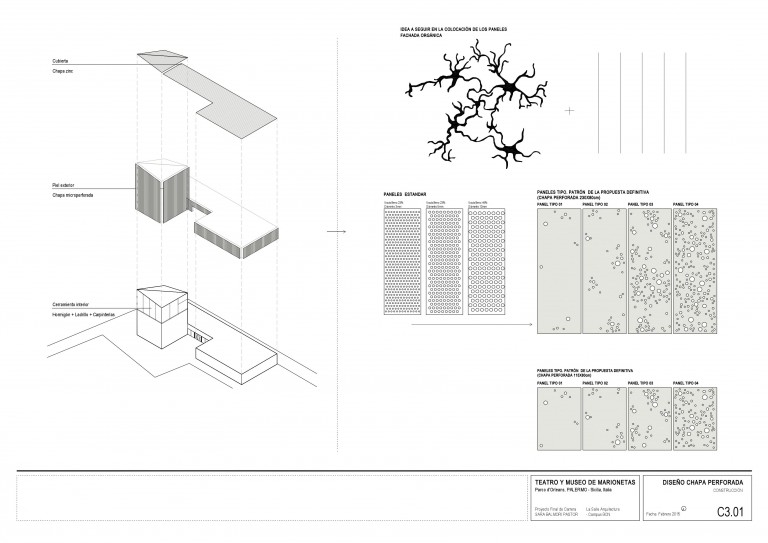 Cubierta
Chapa zinc
Piel exterior
Chapa microperforada
Cerramiento interior
Hormigón + Ladrillo + Carpinterías
IDEA A SEGUIR EN LA COLOCACIÓN DE LOS PANELES
FACHADA ORGÁNICA
PANELES ESTANDAR
PANELES TIPO. PATRÓN DE LA PROPUESTA DEFINITIVA
(CHAPA PERFORADA 230X80cm)
PANEL TIPO 01 PANEL TIPO 02 PANEL TIPO 03 PANEL TIPO 04
PANELES TIPO. PATRÓN DE LA PROPUESTA DEFINITIVA
(CHAPA PERFORADA 115X80cm)
PANEL TIPO 01 PANEL TIPO 02 PANEL TIPO 03 PANEL TIPO 04
TEATRO Y MUSEO DE MARIONETAS
Parco d'Orleans, PALERMO - Sicilia, Italia
Proyecto Final de Carrera La Salle Arquitectura
SARA BALMORI PASTOR Campus BCN
DISEÑO CHAPA PERFORADA
CONSTRUCCIÓN
Fecha: Febrero 2015
C3.01